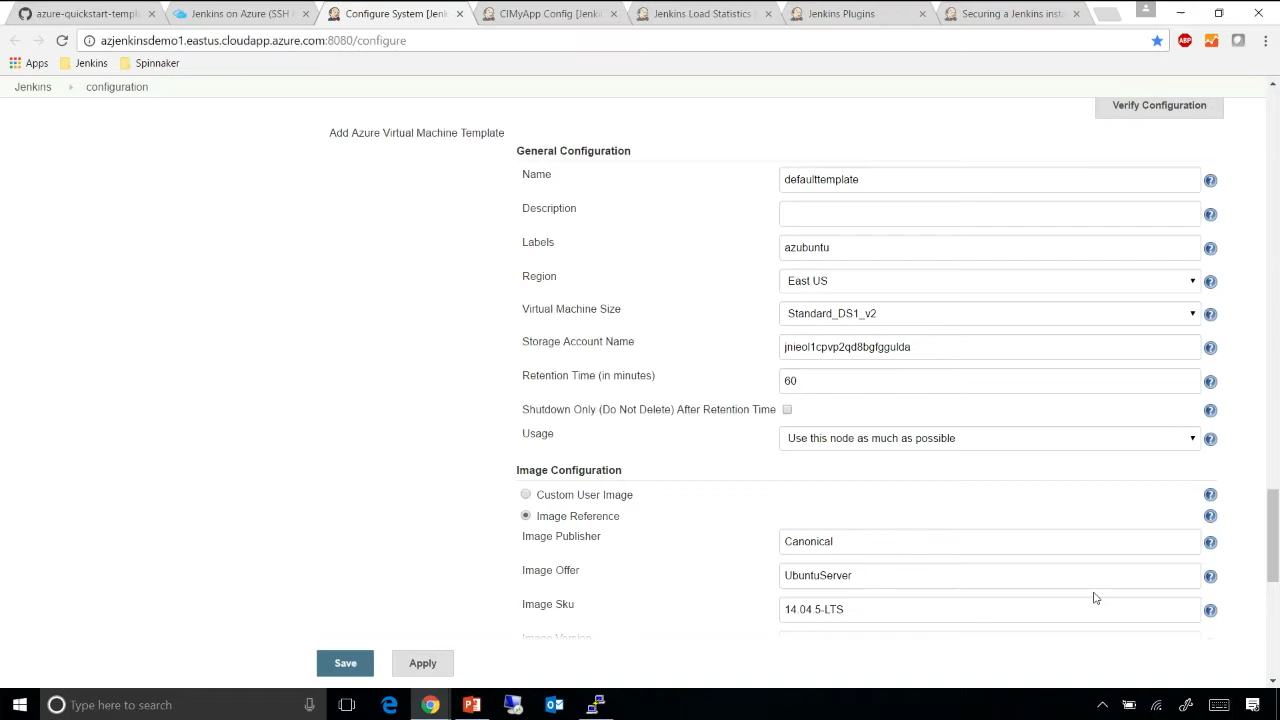 azure-quickstart-templ
Jenkins on Azure (SSH A
Configure System [Jenk
CIMyApp Config [Jenkin
Jenkins Load Statistics [
Jenkins Plugins
Securing a Jenkins inst
azjenkinsdemo1.eastus.cloudapp.azure.com:8080/configure
ABP
Apps
Jenkins
Spinnaker
Jenkins
configuration
Verify Configuration
Add Azure Virtual Machine Template
General Configuration
Name
defaulttemplate
Description
Labels
azubuntu
Region
East US
Virtual Machine Size
Standard_DS1_v2
Storage Account Name
jnieol1cpvp2qd8bgfggulda
Retention Time (in minutes)
60
Shutdown Only (Do Not Delete) After Retention Time
Usage
Use this node as much as possible
Image Configuration
Custom User Image
Image Reference
Image Publisher
Canonical
Image Offer
UbuntuServer
Image Sku
14.04.5-LTS
Image Version
Save
Apply
Type here to search